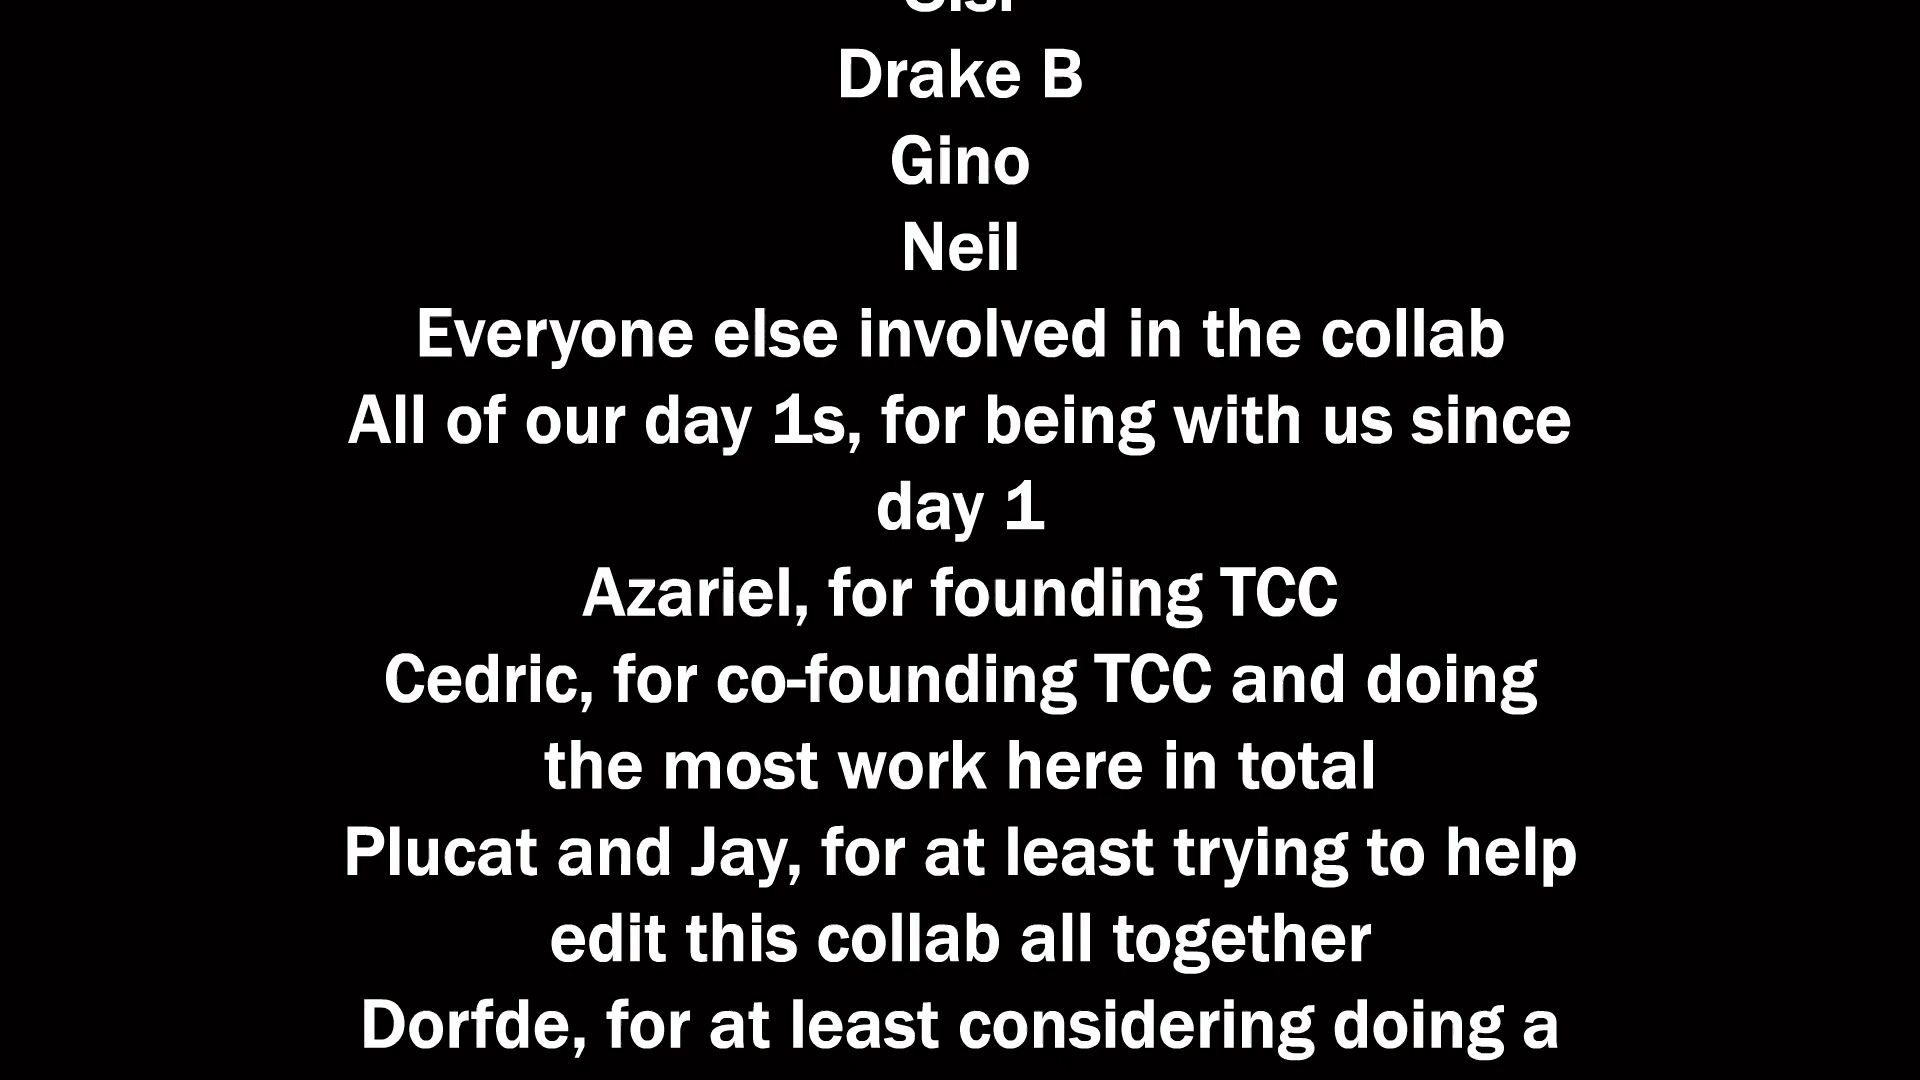 Drake B
Gino
Neil
Everyone else involved in the collab
All of our day 1s, for being with us since
day 1
Azariel, for founding TCC
Cedric, for co-founding TCC and doing
the most work here in total
Plucat and Jay, for at least trying to help
edit this collab all together
Dorfde, for at least considering doing a